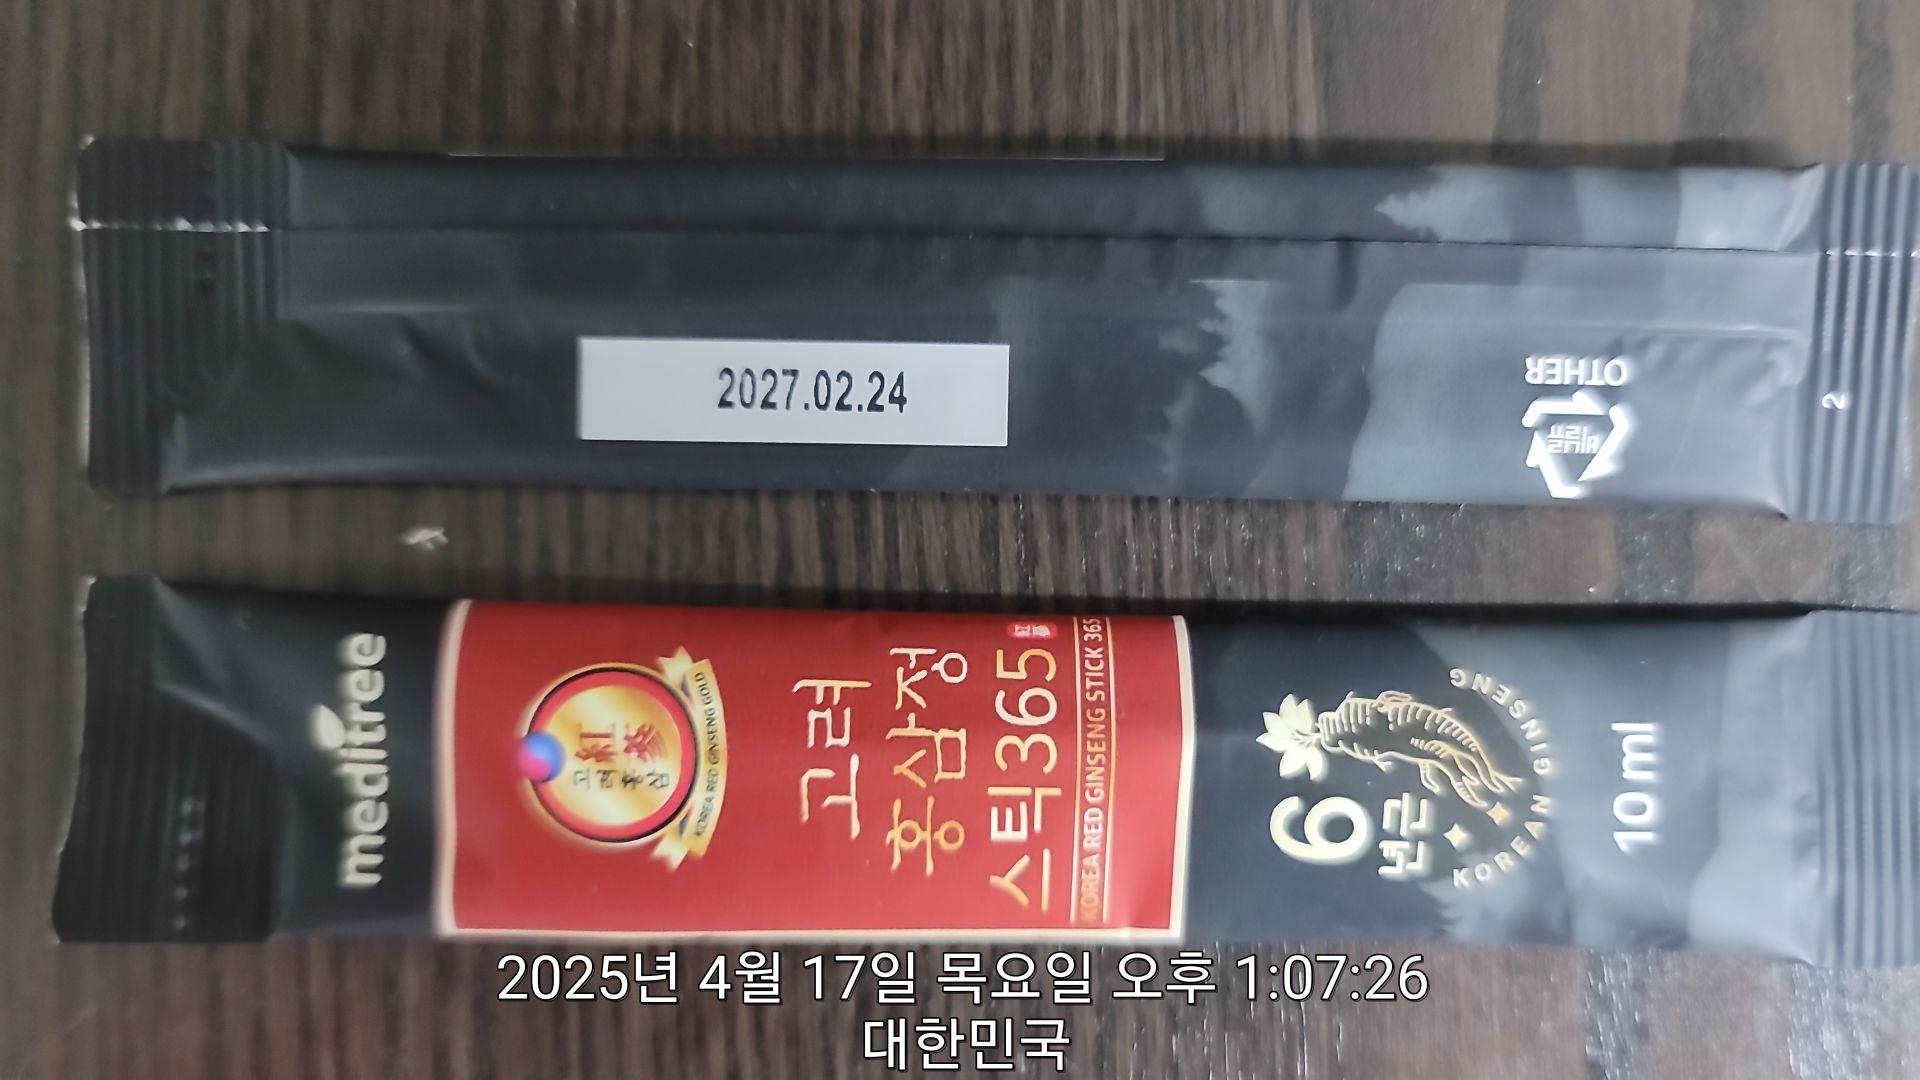 2027.02.24
OTHER
비닐류
2
meditree
紅蔘
고려홍삼
KOREA RED GINSENG GOLD
고려
홍삼정
스틱365
KOREA RED GINSENG STICK 365
6
년근
KOREAN GINSENG
10 ml
2025년 4월 17일 목요일 오후 1:07:26
대한민국